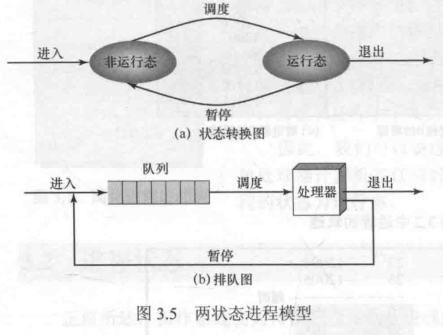 调度
进入
非运行态
运行态
退出
暂停
(a) 状态转换图
队列
进入
调度
处理器
退出
暂停
(b) 排队图
图 3.5 两状态进程模型